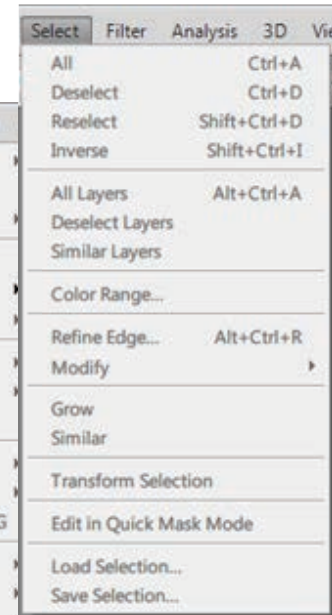 Select Filter Analysis 3D
All Ctrl+A
Deselect Ctrl+D
Reselect Shift+Ctrl+D
Inverse Shift+Ctrl+I
All Layers Alt+Ctrl+A
Deselect Layers
Similar Layers
Color Range...
Refine Edge... Alt+Ctrl+R
Modify
Grow
Similar
Transform Selection
Edit in Quick Mask Mode
Load Selection...
Save Selection...